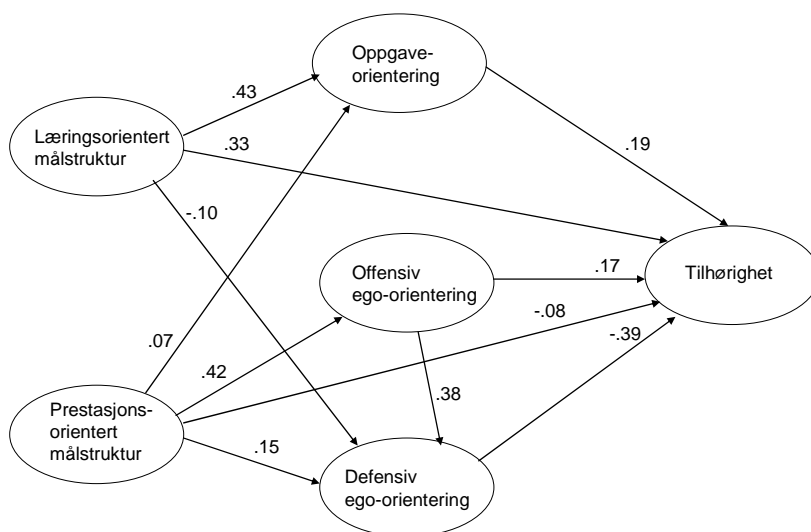 Oppgave-
orientering
.43
Læringsorientert
målstruktur
.33
.19
-.10
Offensiv
ego-orientering
.17
Tilhørighet
-.08
.07
.42
-.39
.38
Prestasjons-
orientert
målstruktur
.15
Defensiv
ego-orientering